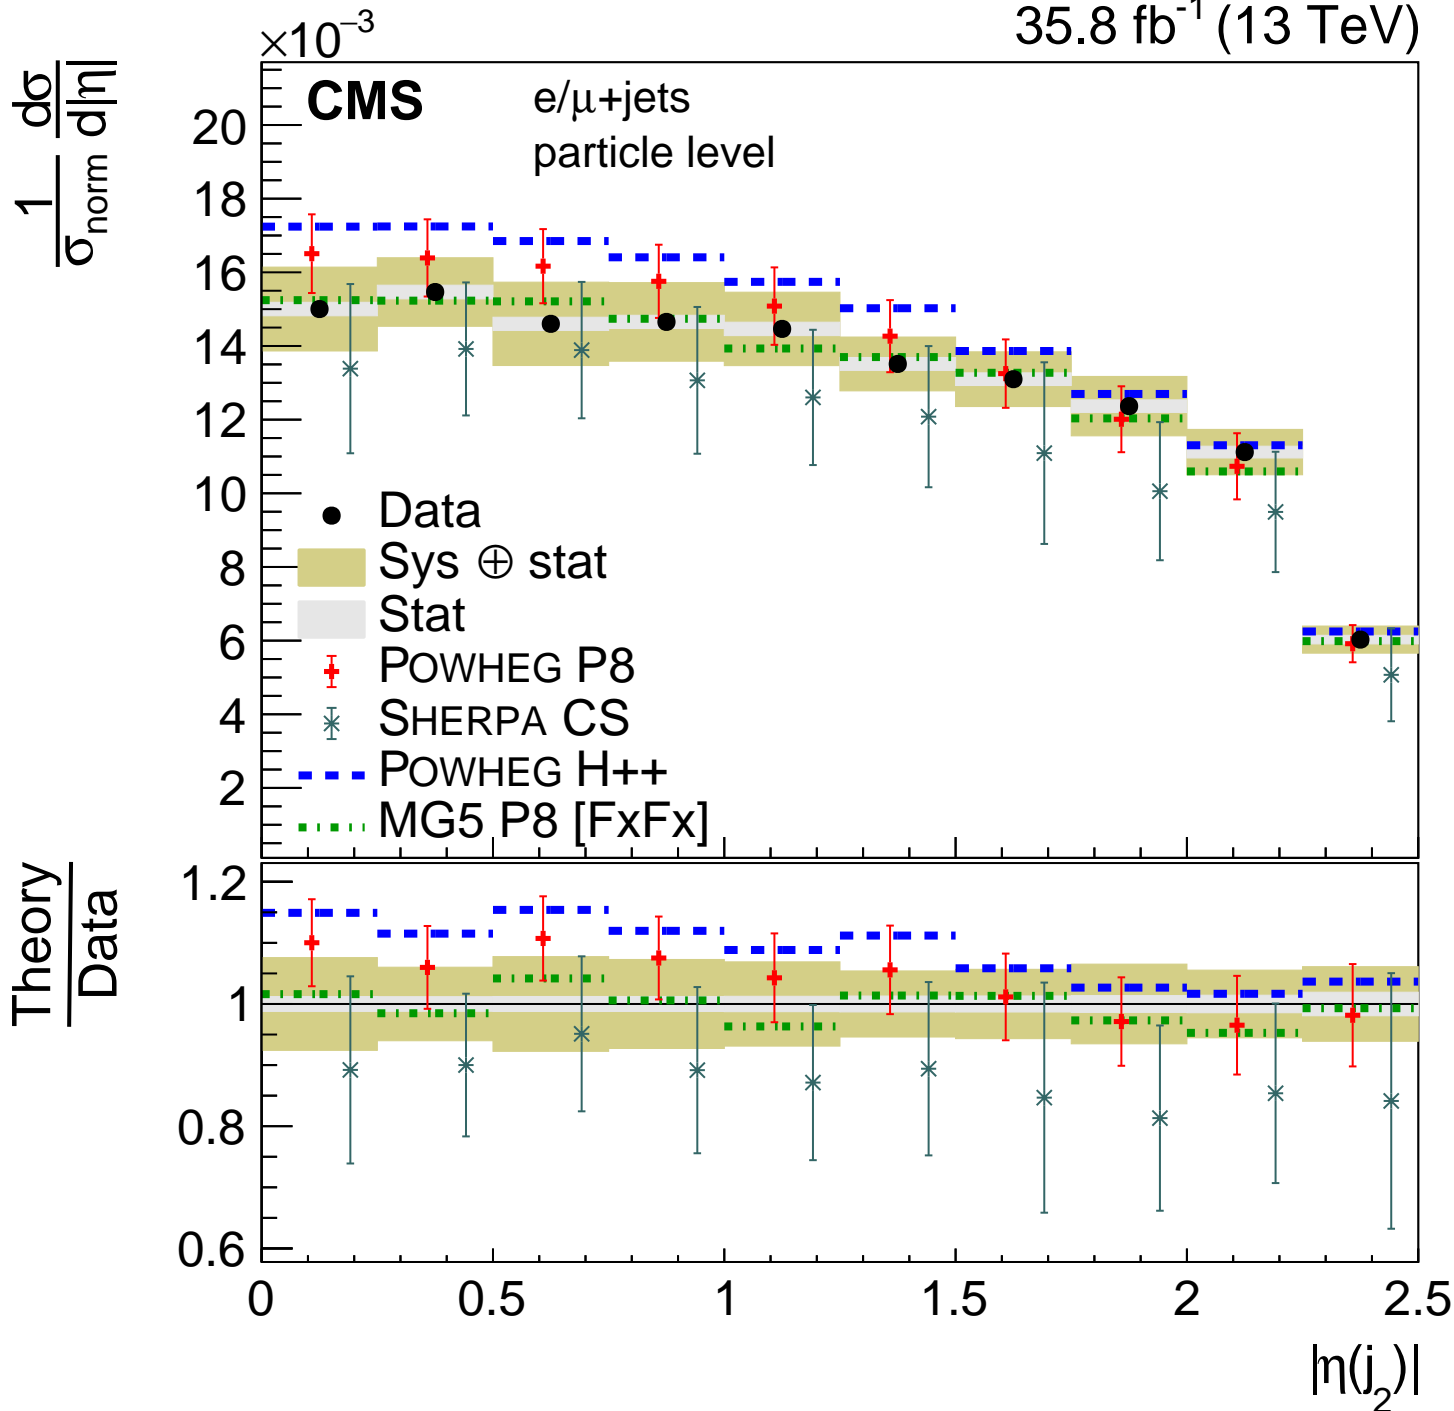 ×10⁻³
35.8 fb⁻¹ (13 TeV)
1/σnorm dσ/d|η|
CMS
e/μ+jets
particle level
20
18
16
14
12
10
8
6
4
2
Data
Sys ⊕ stat
Stat
POWHEG P8
SHERPA CS
POWHEG H++
MG5 P8 [FxFx]
Theory
Data
1.2
1
0.8
0.6
0 0.5 1 1.5 2 2.5
|η(j₂)|